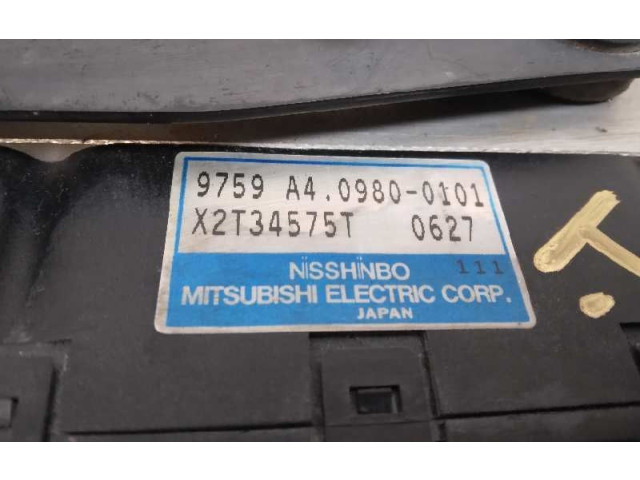 9759 A4.0980-0101
X2T34575T 0627
NISSHINBO 111
MITSUBISHI ELECTRIC CORP.
JAPAN